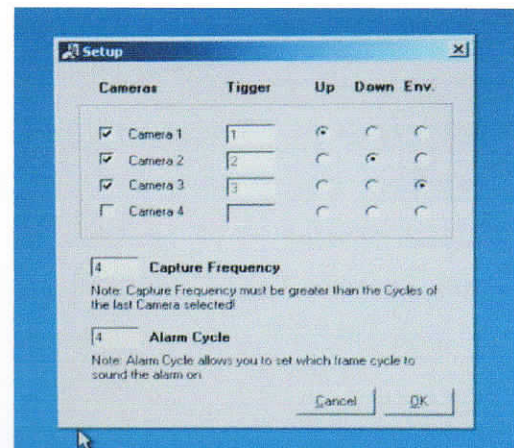 Setup
Cameras Tigger Up Down Env.
Camera 1 1
Camera 2 2
Camera 3 3
Camera 4
4 Capture Frequency
Note: Capture Frequency must be greater than the Cycles of
the last Camera selected!
4 Alarm Cycle
Note: Alarm Cycle allows you to set which frame cycle to
sound the alarm on
Cancel OK